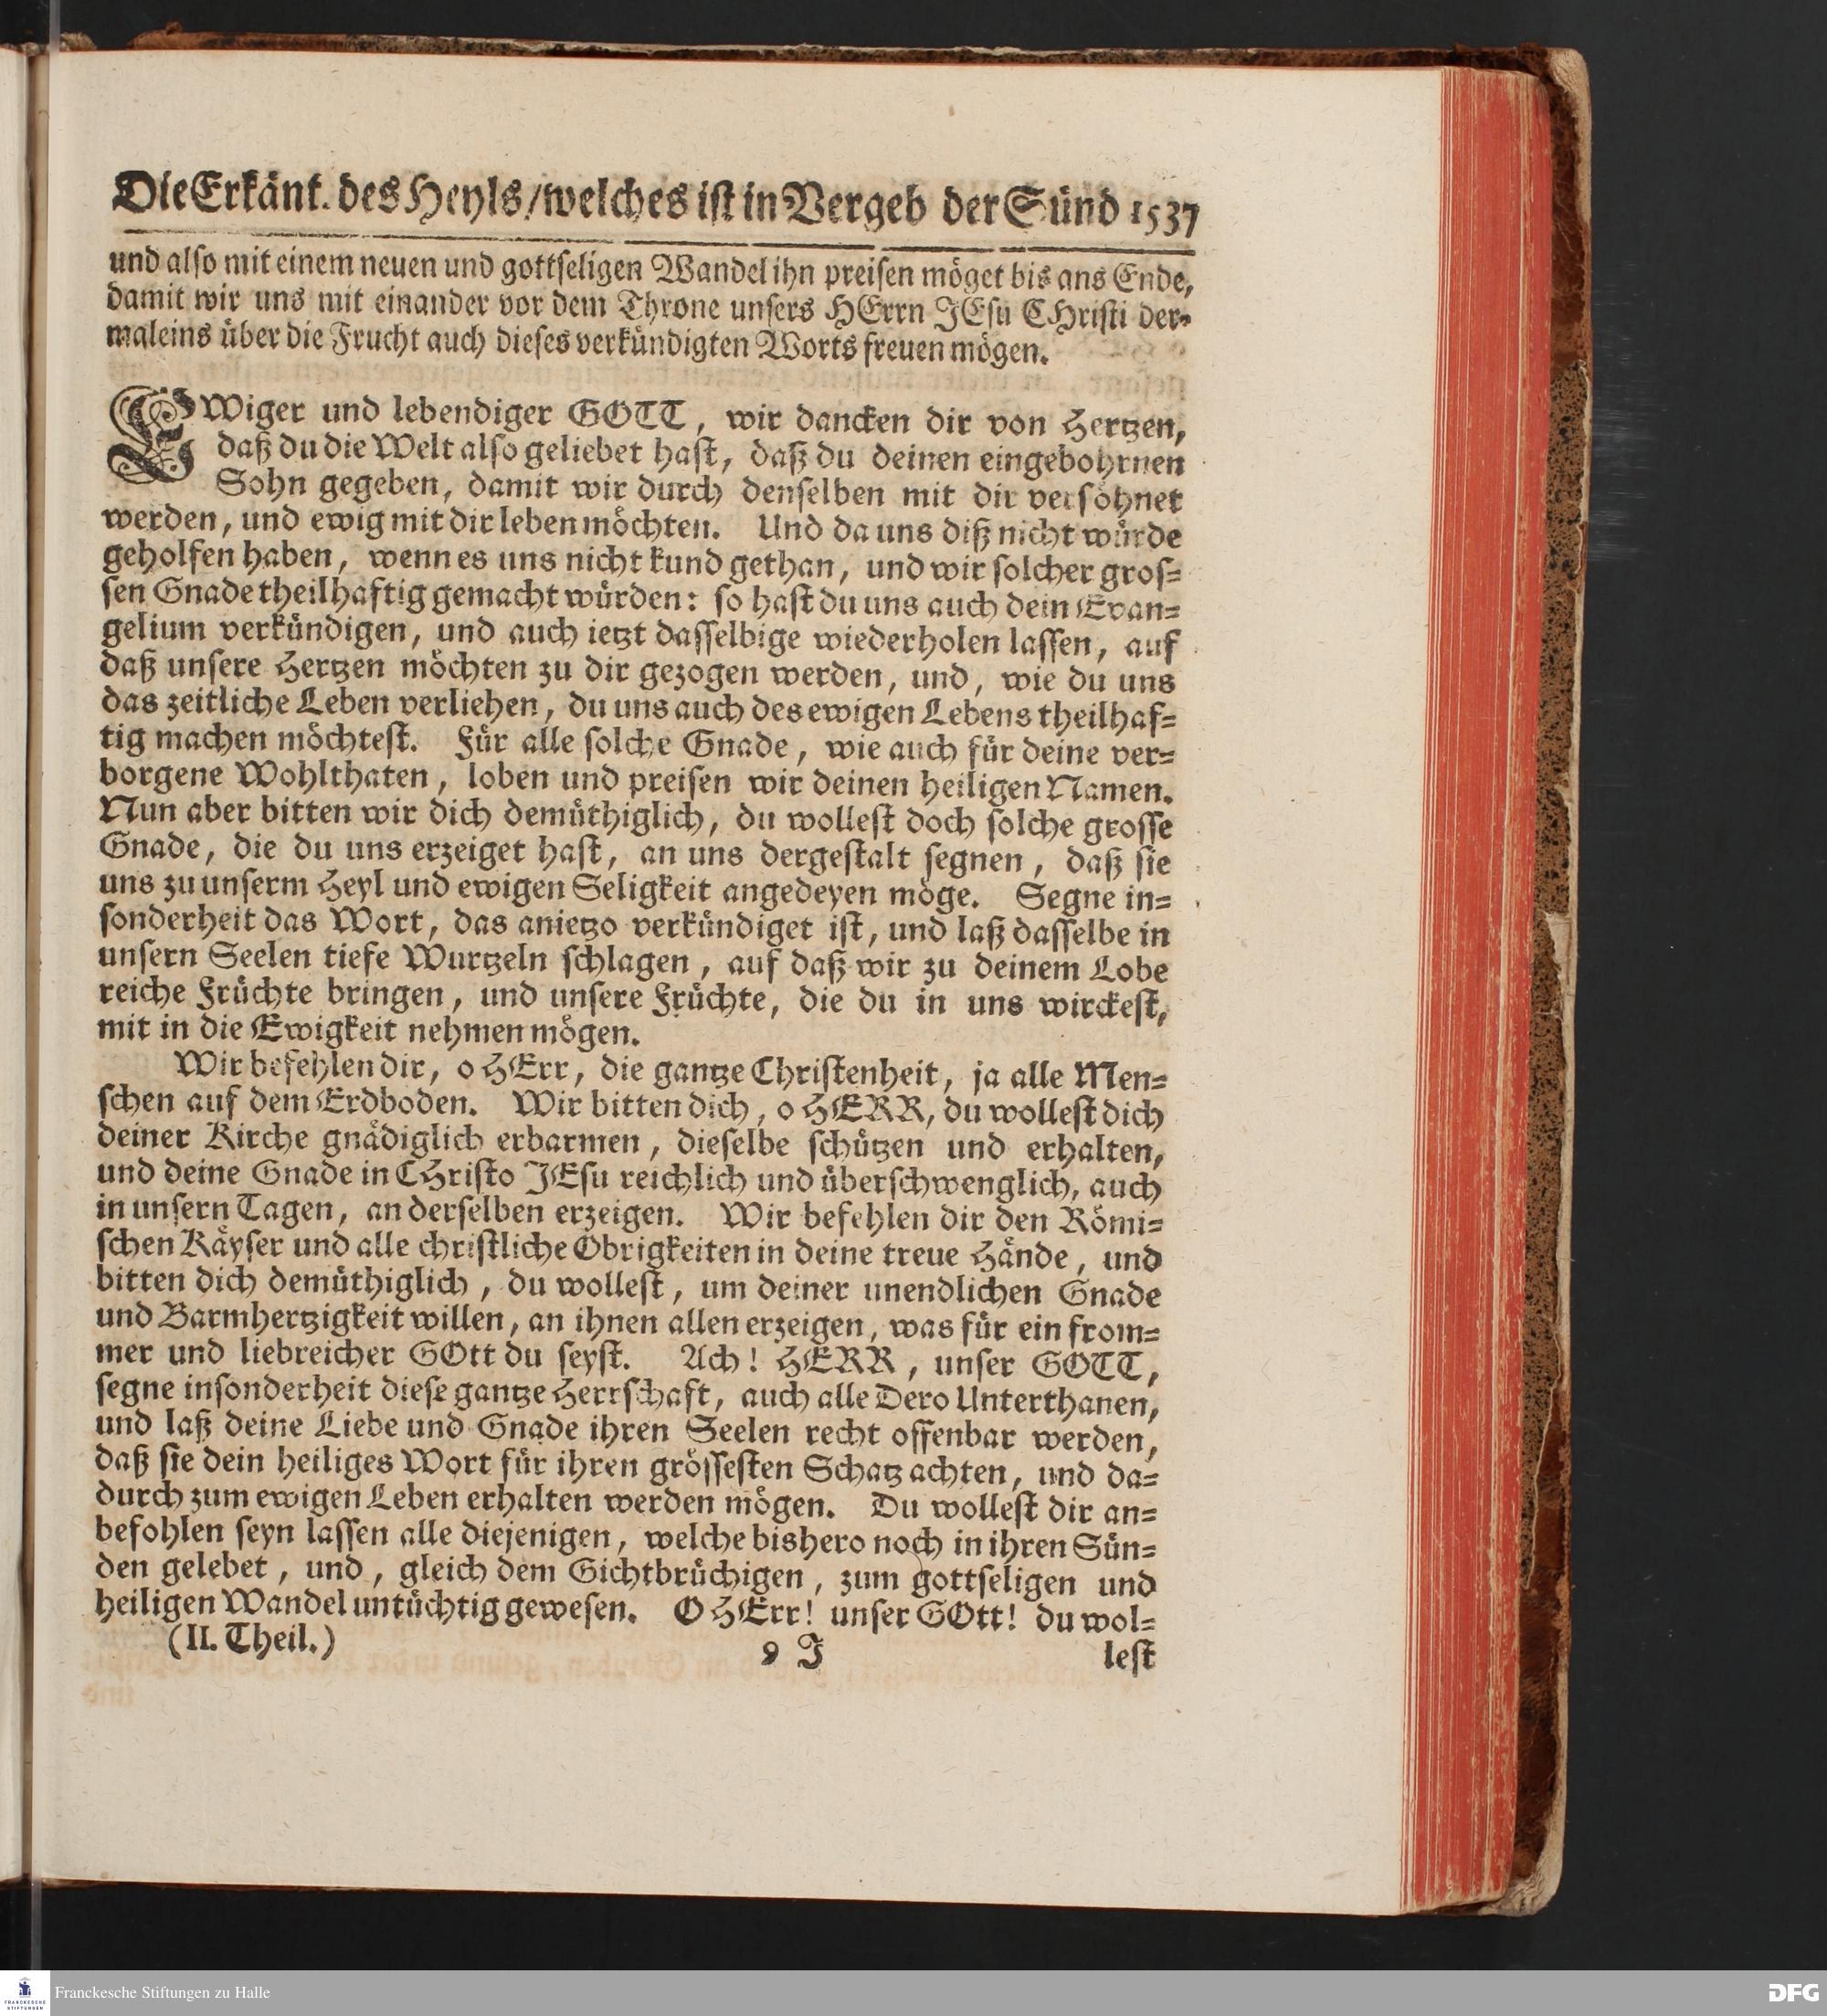 Die Erkänt. des Heyls/welches ist in Vergeb der Sünd 1537
und also mit einem neuen und gottseligen Wandel ihn preisen möget bis ans Ende,
damit wir uns mit einander vor dem Throne unsers HErrn JEsu CHristi der-
maleins über die Frucht auch dieses verkündigten Worts freuen mögen.
EWiger und lebendiger GOTT, wir dancken dir von Hertzen,
daß du die Welt also geliebet hast, daß du deinen eingebohrnen
Sohn gegeben, damit wir durch denselben mit dir versöhnet
werden, und ewig mit dir leben möchten. Und da uns diß nicht würde
geholfen haben, wenn es uns nicht kund gethan, und wir solcher gros-
sen Gnade theilhaftig gemacht würden: so hast du uns auch dein Evan-
gelium verkündigen, und auch ietzt dasselbige wiederholen lassen, auf
daß unsere Hertzen möchten zu dir gezogen werden, und, wie du uns
das zeitliche Leben verliehen, du uns auch des ewigen Lebens theilhaf-
tig machen möchtest. Für alle solche Gnade, wie auch für deine ver-
borgene Wohlthaten, loben und preisen wir deinen heiligen Namen.
Nun aber bitten wir dich demüthiglich, du wollest doch solche grosse
Gnade, die du uns erzeiget hast, an uns dergestalt segnen, daß sie
uns zu unserm Heyl und ewigen Seligkeit angedeyen möge. Segne in-
sonderheit das Wort, das anietzo verkündiget ist, und laß dasselbe in
unsern Seelen tiefe Wurtzeln schlagen, auf daß wir zu deinem Lobe
reiche Früchte bringen, und unsere Früchte, die du in uns wirckest,
mit in die Ewigkeit nehmen mögen.
Wir befehlen dir, o HErr, die gantze Christenheit, ja alle Men-
schen auf dem Erdboden. Wir bitten dich, o HERR, du wollest dich
deiner Kirche gnädiglich erbarmen, dieselbe schützen und erhalten,
und deine Gnade in CHristo JEsu reichlich und überschwenglich, auch
in unsern Tagen, an derselben erzeigen. Wir befehlen dir den Römi-
schen Käyser und alle christliche Obrigkeiten in deine treue Hände, und
bitten dich demüthiglich, du wollest, um deiner unendlichen Gnade
und Barmhertzigkeit willen, an ihnen allen erzeigen, was für ein from-
mer und liebreicher GOtt du seyst. Ach! HERR, unser GOTT,
segne insonderheit diese gantze Herrschaft, auch alle Dero Unterthanen,
und laß deine Liebe und Gnade ihren Seelen recht offenbar werden,
daß sie dein heiliges Wort für ihren grössesten Schatz achten, und da-
durch zum ewigen Leben erhalten werden mögen. Du wollest dir an-
befohlen seyn lassen alle diejenigen, welche bishero noch in ihren Sün-
den gelebet, und, gleich dem Gichtbrüchigen, zum gottseligen und
heiligen Wandel untüchtig gewesen. O HErr! unser GOtt! du wol-
(II. Theil.) 9 J lest
FRANCKESCHE STIFTUNGEN Franckesche Stiftungen zu Halle DFG